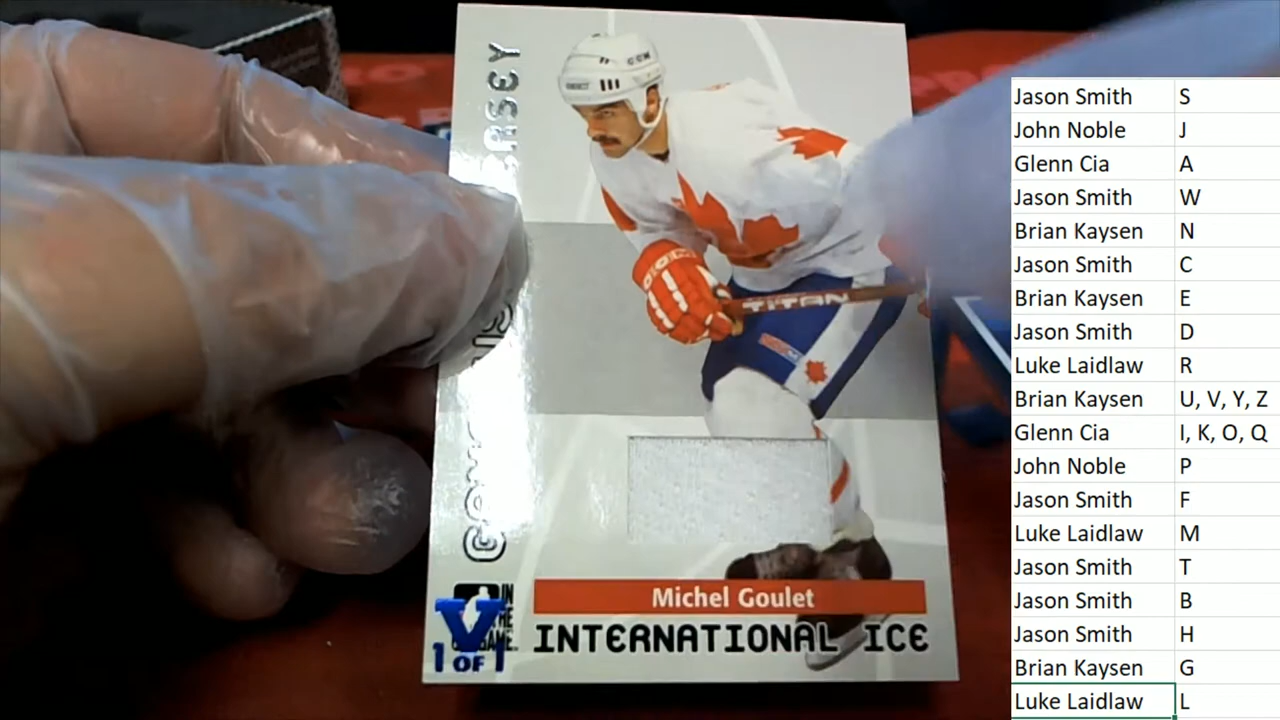 CCM
TITAN
Michel Goulet
INTERNATIONAL ICE
IN
V
1 OF 1
Jason Smith S
John Noble J
Glenn Cia A
Jason Smith W
Brian Kaysen N
Jason Smith C
Brian Kaysen E
Jason Smith D
Luke Laidlaw R
Brian Kaysen U, V, Y, Z
Glenn Cia I, K, O, Q
John Noble P
Jason Smith F
Luke Laidlaw M
Jason Smith T
Jason Smith B
Jason Smith H
Brian Kaysen G
Luke Laidlaw L